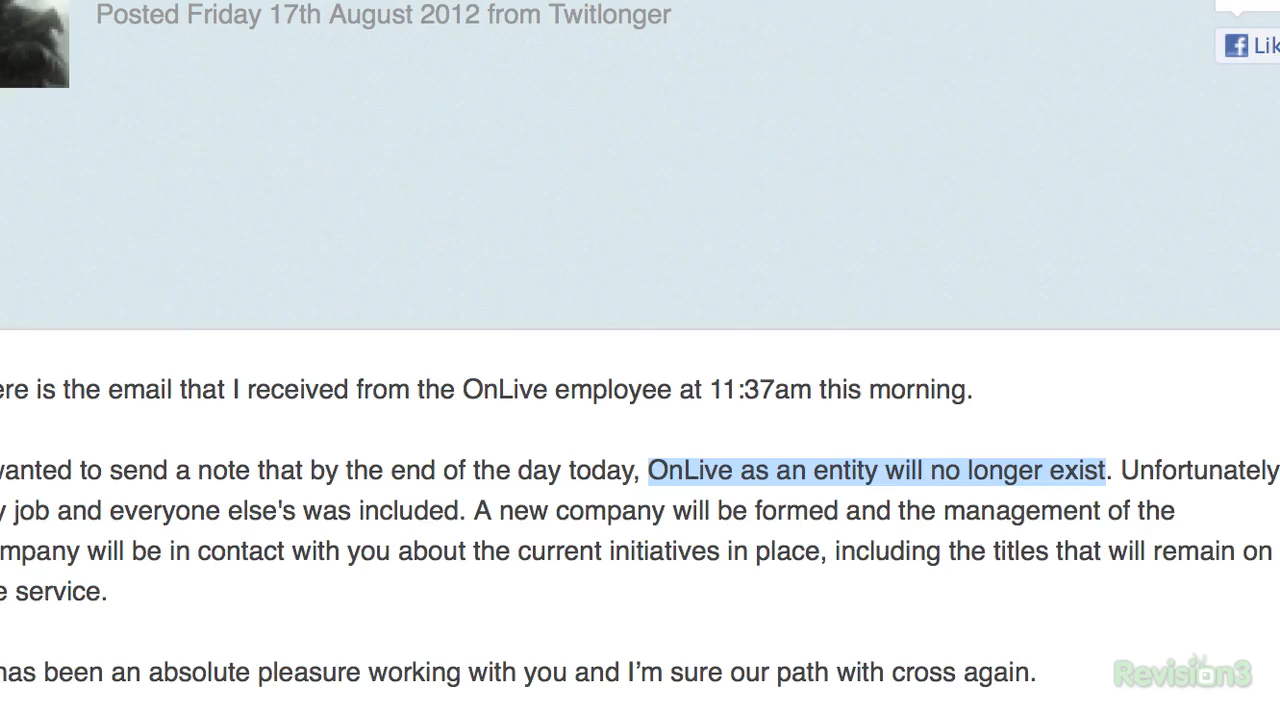 Posted Friday 17th August 2012 from Twitlonger
Lik
ere is the email that I received from the OnLive employee at 11:37am this morning.
wanted to send a note that by the end of the day today, OnLive as an entity will no longer exist. Unfortunately
y job and everyone else's was included. A new company will be formed and the management of the
mpany will be in contact with you about the current initiatives in place, including the titles that will remain on
e service.
has been an absolute pleasure working with you and I’m sure our path with cross again.
Revision3